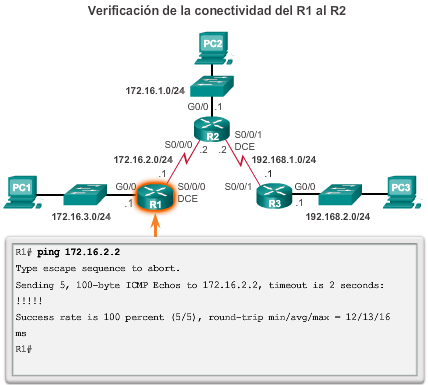 Verificación de la conectividad del R1 al R2
PC2
172.16.1.0/24
G0/0
.1
R2
S0/0/0
.2
.2
S0/0/1
DCE
172.16.2.0/24
192.168.1.0/24
.1
.1
PC1
G0/0
.1
172.16.3.0/24
R1
S0/0/0
DCE
S0/0/1
R3
G0/0
.1
192.168.2.0/24
PC3
R1# ping 172.16.2.2
Type escape sequence to abort.
Sending 5, 100-byte ICMP Echos to 172.16.2.2, timeout is 2 seconds:
!!!!!
Success rate is 100 percent (5/5), round-trip min/avg/max = 12/13/16
ms
R1#